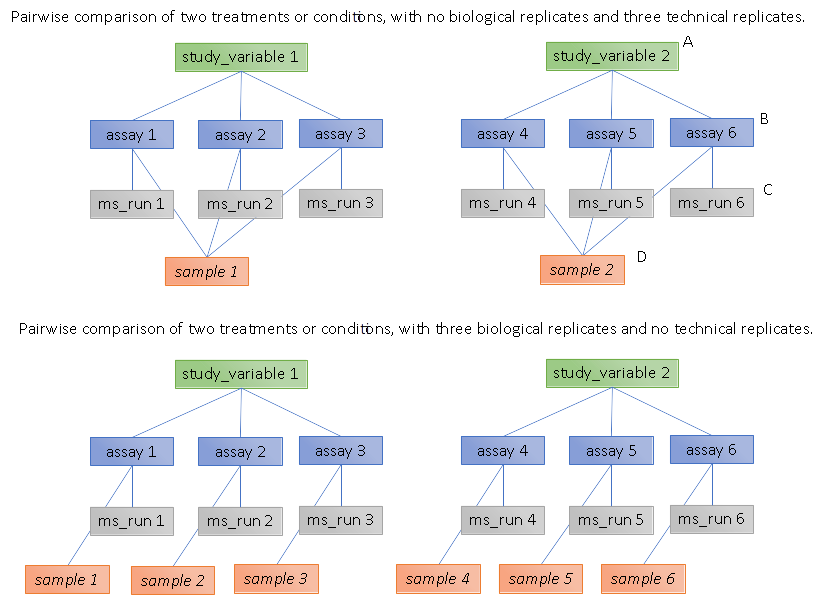 Pairwise comparison of two treatments or conditions, with no biological replicates and three technical replicates.
study_variable 1
study_variable 2
A
assay 1
assay 2
assay 3
assay 4
assay 5
assay 6
B
ms_run 1
ms_run 2
ms_run 3
ms_run 4
ms_run 5
ms_run 6
C
sample 1
sample 2
D
Pairwise comparison of two treatments or conditions, with three biological replicates and no technical replicates.
study_variable 1
study_variable 2
assay 1
assay 2
assay 3
assay 4
assay 5
assay 6
ms_run 1
ms_run 2
ms_run 3
ms_run 4
ms_run 5
ms_run 6
sample 1
sample 2
sample 3
sample 4
sample 5
sample 6